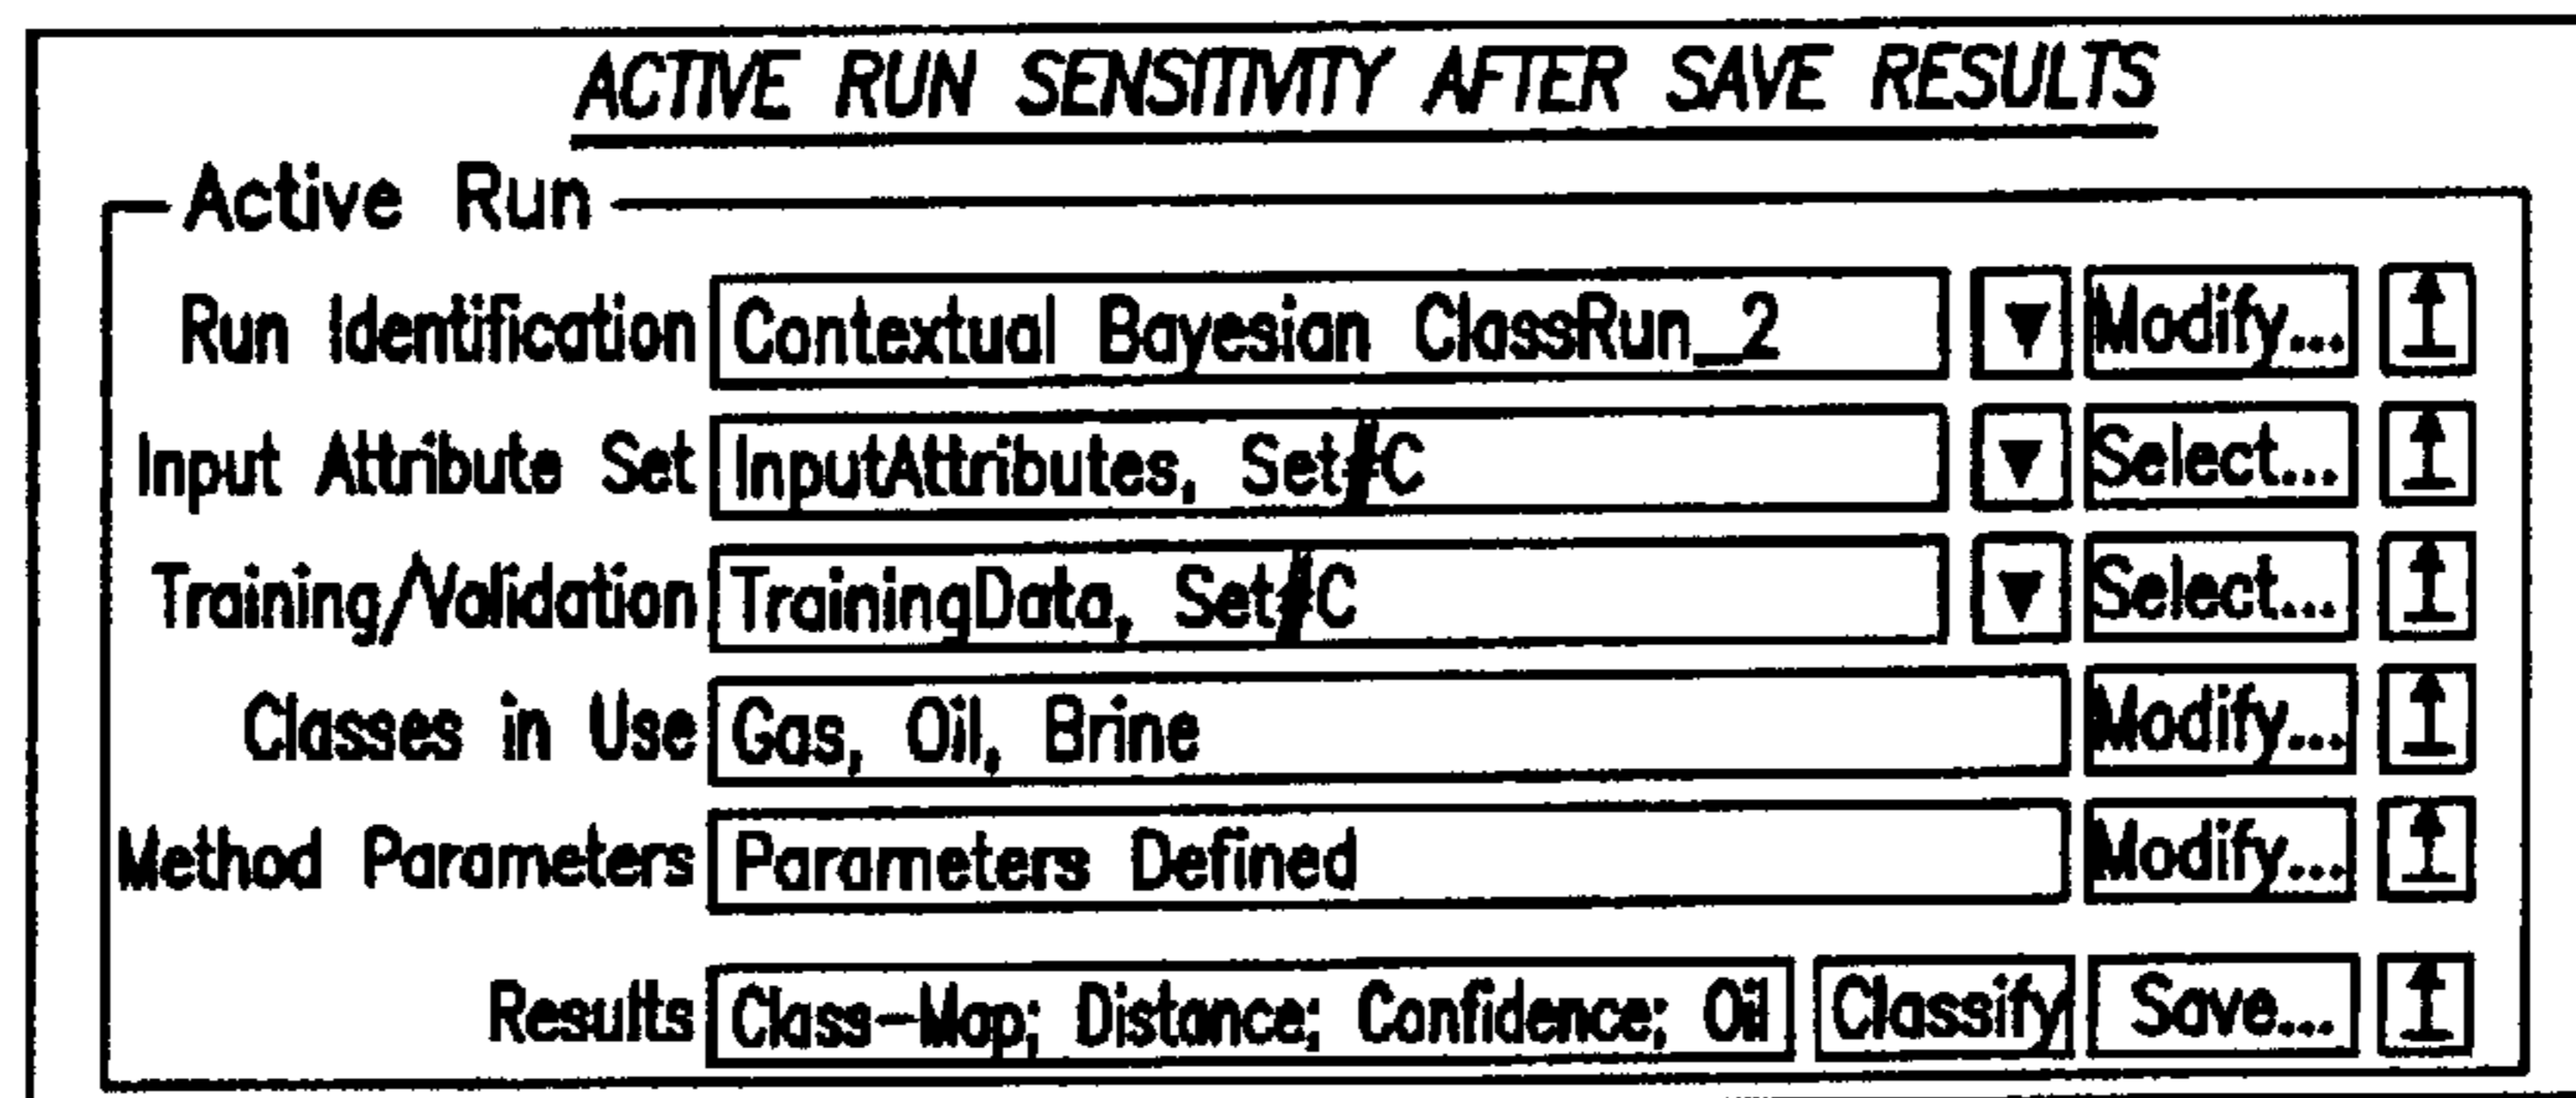 ACTIVE RUN SENSITIVITY AFTER SAVE RESULTS
Active Run
Run Identification Contextual Bayesian ClassRun_2 Modify...
Input Attribute Set InputAttributes, Set#C Select...
Training/Validation TrainingData, Set#C Select...
Classes in Use Gas, Oil, Brine Modify...
Method Parameters Parameters Defined Modify...
Results Class-Map; Distance; Confidence; Oil Classify Save...